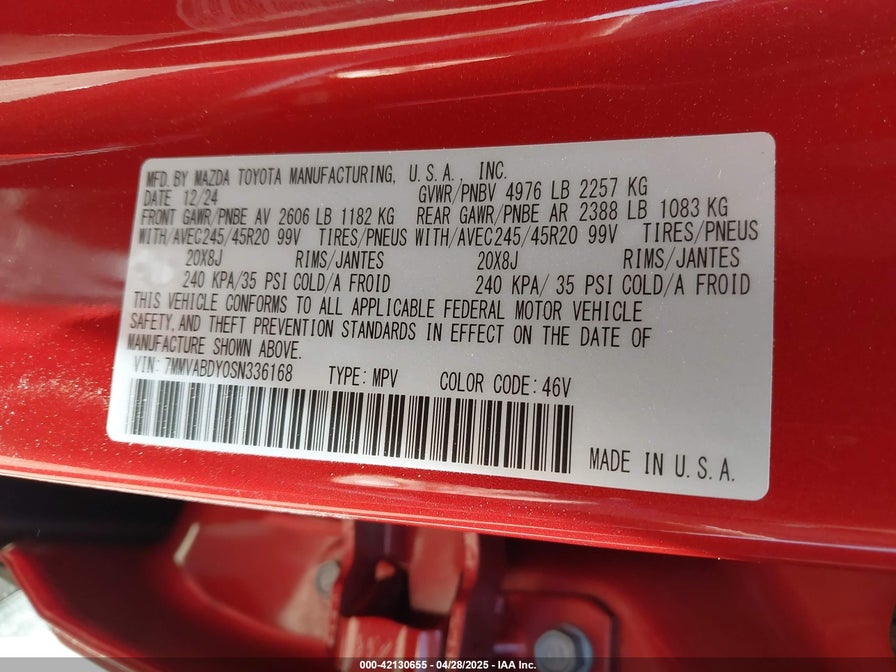 MFD.BY MAZDA TOYOTA MANUFACTURING, U.S.A., INC.
DATE 12/24 GVWR/PNBV 4976 LB 2257 KG
FRONT GAWR/PNBE AV 2606 LB 1182 KG REAR GAWR/PNBE AR 2388 LB 1083 KG
WITH/AVEC245/45R20 99V TIRES/PNEUS WITH/AVEC245/45R20 99V TIRES/PNEUS
20X8J RIMS/JANTES 20X8J RIMS/JANTES
240 KPA/35 PSI COLD/A FROID 240 KPA/ 35 PSI COLD/A FROID
THIS VEHICLE CONFORMS TO ALL APPLICABLE FEDERAL MOTOR VEHICLE
SAFETY, AND THEFT PREVENTION STANDARDS IN EFFECT ON THE DATE OF
MANUFACTURE SHOWN ABOVE.
VIN: 7MMVABDY0SN336168 TYPE: MPV COLOR CODE: 46V
MADE IN U.S.A.
000-42130655 - 04/28/2025 - IAA Inc.